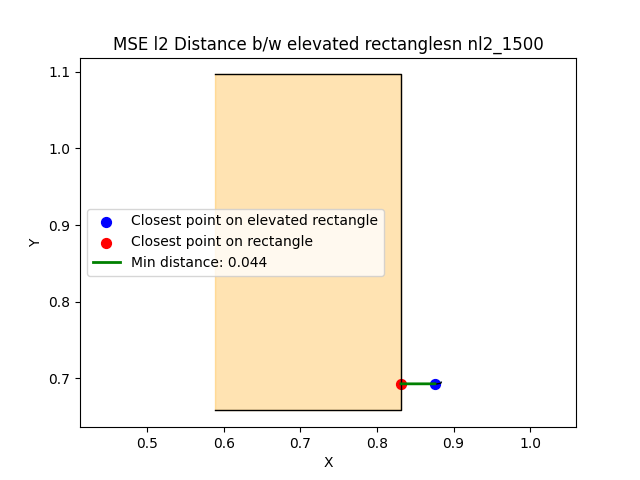 MSE l2 Distance b/w elevated rectanglesn nl2_1500
1.1
1.0
0.9
0.8
0.7
Y
Closest point on elevated rectangle
Closest point on rectangle
Min distance: 0.044
0.5 0.6 0.7 0.8 0.9 1.0
X